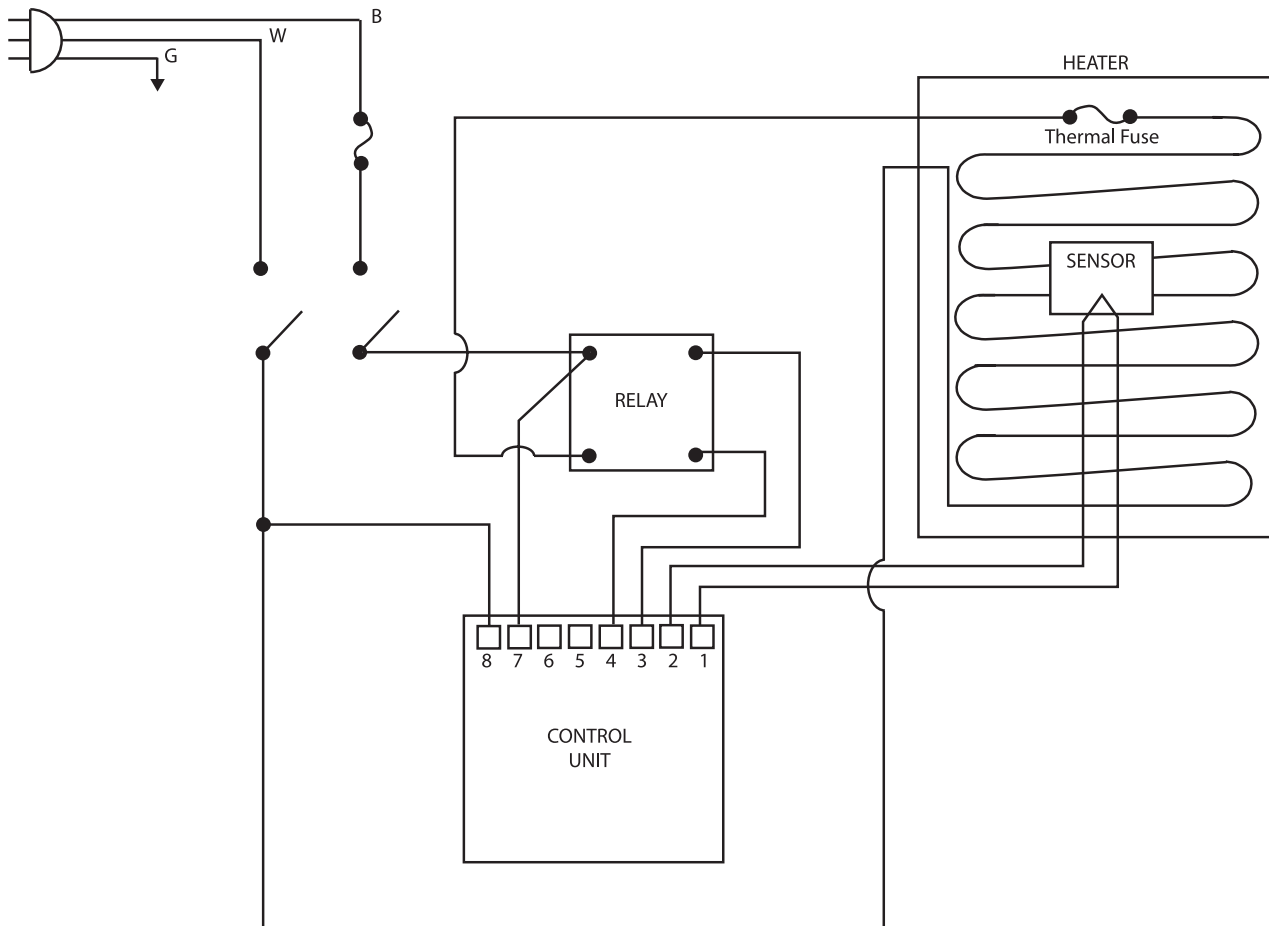 B
W
G
HEATER
Thermal Fuse
SENSOR
RELAY
8 7 6 5 4 3 2 1
CONTROL
UNIT